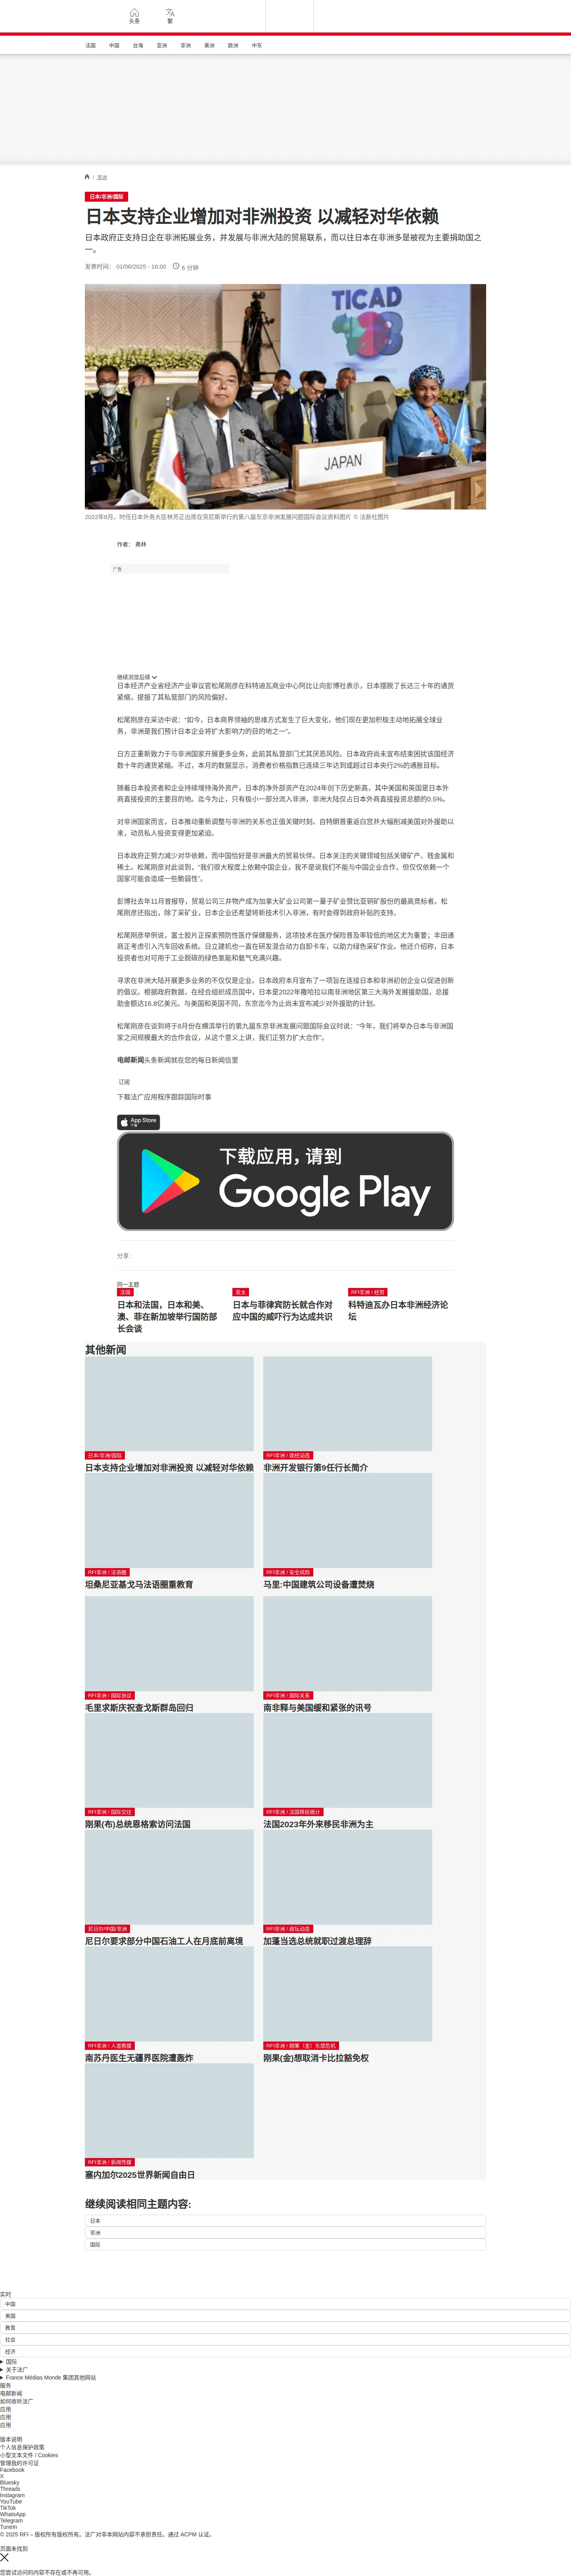 头条
繁
法国
中国
台海
亚洲
非洲
美洲
欧洲
中东
/ 非洲
日本/非洲/国际
日本支持企业增加对非洲投资 以减轻对华依赖
日本政府正支持日企在非洲拓展业务，并发展与非洲大陆的贸易联系，而以往日本在非洲多是被视为主要捐助国之
一。
发表时间： 01/06/2025 - 16:00
6 分钟
TICAD
JAPAN
2022年8月，时任日本外务大臣林芳正出席在突尼斯举行的第八届东京非洲发展问题国际会议资料图片 © 法新社图片
作者： 弗林
广告
继续浏览后续
日本经济产业省经济产业审议官松尾刚彦在科特迪瓦商业中心阿比让向彭博社表示，日本摆脱了长达三十年的通货
紧缩，提振了其私营部门的风险偏好。
松尾刚彦在采访中说：“如今，日本商界领袖的思维方式发生了巨大变化，他们现在更加积极主动地拓展全球业
务，非洲是我们预计日本企业将扩大影响力的目的地之一”。
日方正重新致力于与非洲国家开展更多业务，此前其私营部门尤其厌恶风险。日本政府尚未宣布结束困扰该国经济
数十年的通货紧缩。不过，本月的数据显示，消费者价格指数已连续三年达到或超过日本央行2%的通胀目标。
随着日本投资者和企业持续增持海外资产，日本的净外部资产在2024年创下历史新高，其中美国和英国是日本外
商直接投资的主要目的地。迄今为止，只有极小一部分流入非洲，非洲大陆仅占日本外商直接投资总额的0.5%。
对非洲国家而言，日本推动重新调整与非洲的关系也正值关键时刻。自特朗普重返白宫并大幅削减美国对外援助以
来，动员私人投资变得更加紧迫。
日本政府正努力减少对华依赖，而中国恰好是非洲最大的贸易伙伴。日本关注的关键领域包括关键矿产、贱金属和
稀土。松尾刚彦对此谈到，“我们很大程度上依赖中国企业，我不是说我们不能与中国企业合作，但仅仅依赖一个
国家可能会造成一些脆弱性”。
彭博社去年11月曾报导，贸易公司三井物产成为加拿大矿业公司第一量子矿业赞比亚铜矿股份的最高竞标者。松
尾刚彦还指出，除了采矿业，日本企业还希望将新技术引入非洲，有时会得到政府补贴的支持。
松尾刚彦举例说，富士胶片正探索预防性医疗保健服务，这项技术在医疗保险普及率较低的地区尤为重要；丰田通
商正考虑引入汽车回收系统。日立建机也一直在研发混合动力自卸卡车，以助力绿色采矿作业。他还介绍称，日本
投资者也对可用于工业脱碳的绿色氢能和氨气充满兴趣。
寻求在非洲大陆开展更多业务的不仅仅是企业。日本政府本月宣布了一项旨在连接日本和非洲初创企业以促进创新
的倡议。根据政府数据，在经合组织成员国中，日本是2022年撒哈拉以南非洲地区第三大海外发展援助国，总援
助金额达16.8亿美元。与美国和英国不同，东京迄今为止尚未宣布减少对外援助的计划。
松尾刚彦在谈到将于8月份在横滨举行的第九届东京非洲发展问题国际会议时说：“今年，我们将举办日本与非洲国
家之间规模最大的合作会议，从这个意义上讲，我们正努力扩大合作”。
电邮新闻头条新闻就在您的每日新闻信里
订阅
下载法广应用程序跟踪国际时事
App Store
下载
下载应用，请到
Google Play
分享 :
同一主题
法国
日本和法国，日本和美、
澳、菲在新加坡举行国防部
长会谈
亚太
日本与菲律宾防长就合作对
应中国的威吓行为达成共识
RFI非洲 / 经贸
科特迪瓦办日本非洲经济论
坛
其他新闻
日本/非洲/国际
日本支持企业增加对非洲投资 以减轻对华依赖
RFI非洲 / 政经动态
非洲开发银行第9任行长简介
RFI非洲 / 法语圈
坦桑尼亚基戈马法语圈重教育
RFI非洲 / 安全风险
马里:中国建筑公司设备遭焚烧
RFI非洲 / 国际协议
毛里求斯庆祝查戈斯群岛回归
RFI非洲 / 国际关系
南非释与美国缓和紧张的讯号
RFI非洲 / 国际交往
刚果(布)总统恩格索访问法国
RFI非洲 / 法国移民统计
法国2023年外来移民非洲为主
尼日尔/中国/非洲
尼日尔要求部分中国石油工人在月底前离境
RFI非洲 / 政坛动态
加蓬当选总统就职过渡总理辞
RFI非洲 / 人道救援
南苏丹医生无疆界医院遭轰炸
RFI非洲 / 刚果（金）东部危机
刚果(金)想取消卡比拉豁免权
RFI非洲 / 新闻传媒
塞内加尔2025世界新闻自由日
继续阅读相同主题内容:
日本
非洲
国际
实时
中国
美国
教育
社会
经济
国际
关于法广
France Médias Monde 集团其他网站
服务
电邮新闻
如何收听法广
应用
应用
应用
版本说明
个人信息保护政策
小型文本文件 / Cookies
管理我的许可证
Facebook
X
Bluesky
Threads
Instagram
YouTube
TikTok
WhatsApp
Telegram
TuneIn
© 2025 RFI – 版权所有版权所有。法广对非本网站内容不承担责任。通过 ACPM 认证。
页面未找到
您尝试访问的内容不存在或不再可用。